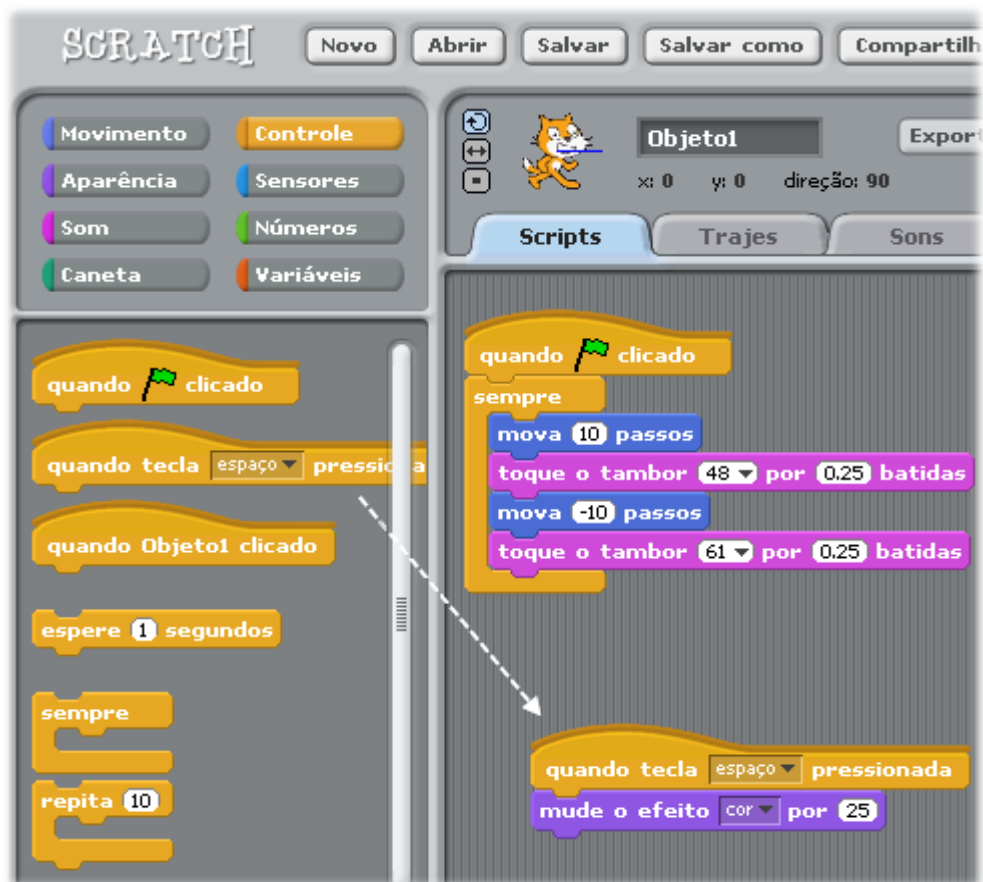 SCRATCH Novo Abrir Salvar Salvar como Compartilh
Movimento Controle
Aparência Sensores
Som Números
Caneta Variáveis
Objeto1 Export
x: 0 y: 0 direção: 90
Scripts Trajes Sons
quando clicado
quando tecla espaço pressiona
quando Objeto1 clicado
espere 1 segundos
sempre
repita 10
quando clicado
sempre
mova 10 passos
toque o tambor 48 por 0.25 batidas
mova -10 passos
toque o tambor 61 por 0.25 batidas
quando tecla espaço pressionada
mude o efeito cor por 25